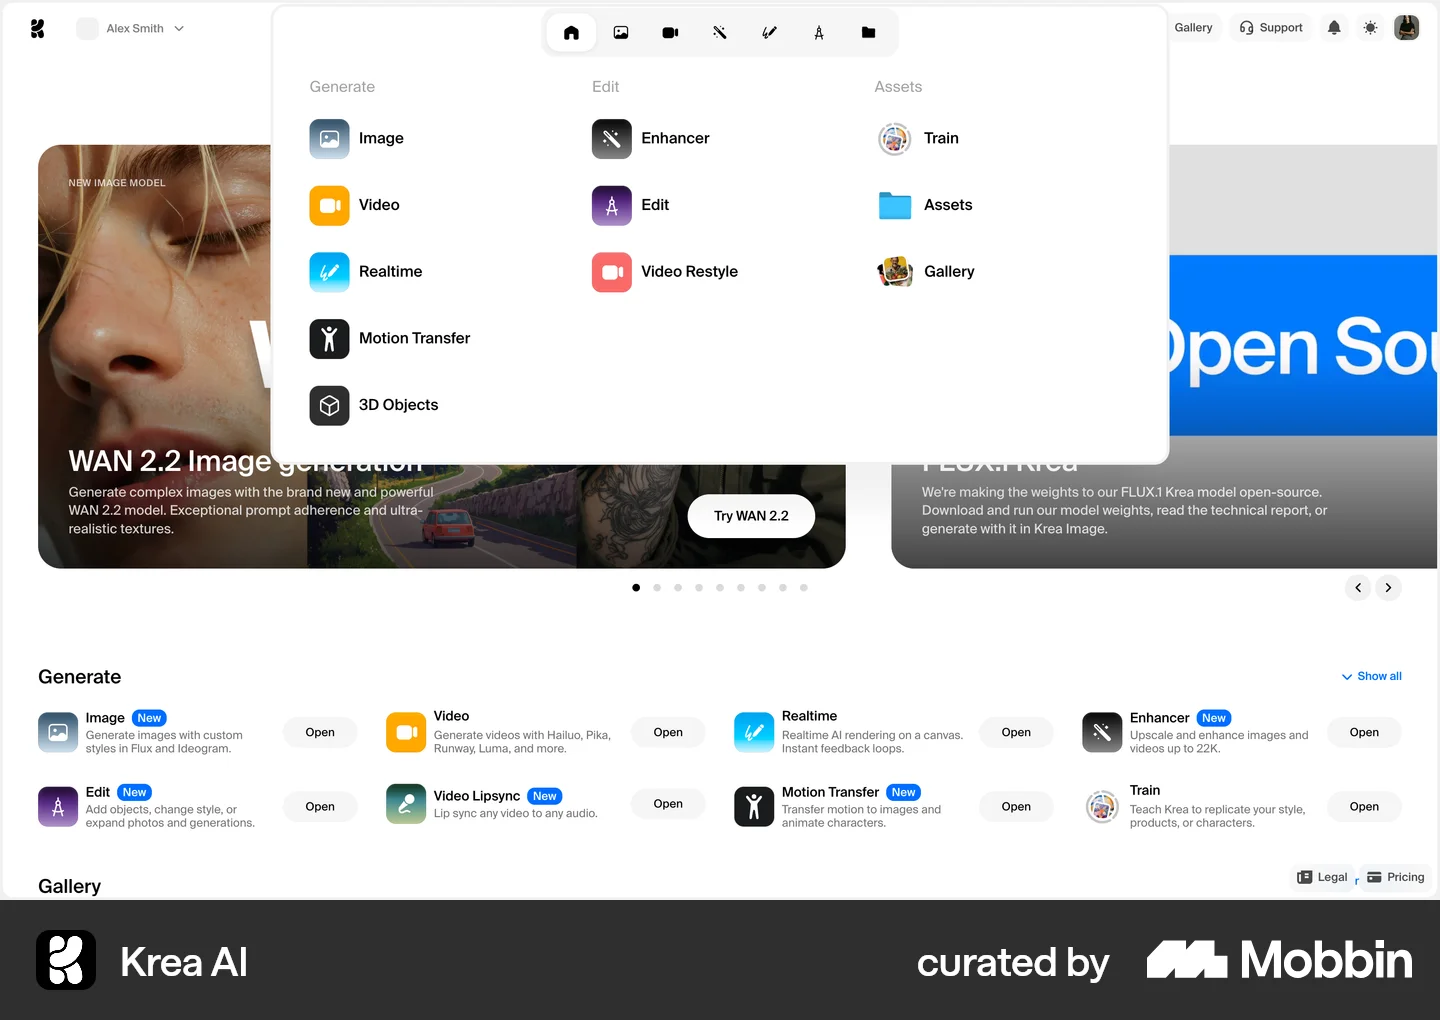 Alex Smith
Gallery
Support
Generate
Image
Video
Realtime
Motion Transfer
3D Objects
Edit
Enhancer
Edit
Video Restyle
Assets
Train
Assets
Gallery
NEW IMAGE MODEL
WAN 2.2 Image generation
Generate complex images with the brand new and powerful
WAN 2.2 model. Exceptional prompt adherence and ultra-
realistic textures.
Try WAN 2.2
Open Sou
FLUX.1 Krea
We're making the weights to our FLUX.1 Krea model open-source.
Download and run our model weights, read the technical report, or
generate with it in Krea Image.
Generate
Show all
Image New
Generate images with custom
styles in Flux and Ideogram.
Open
Video
Generate videos with Hailuo, Pika,
Runway, Luma, and more.
Open
Realtime
Realtime AI rendering on a canvas.
Instant feedback loops.
Open
Enhancer New
Upscale and enhance images and
videos up to 22K.
Open
Edit New
Add objects, change style, or
expand photos and generations.
Open
Video Lipsync New
Lip sync any video to any audio.
Open
Motion Transfer New
Transfer motion to images and
animate characters.
Open
Train
Teach Krea to replicate your style,
products, or characters.
Open
Gallery
Legal
Pricing
Krea AI
curated by
Mobbin